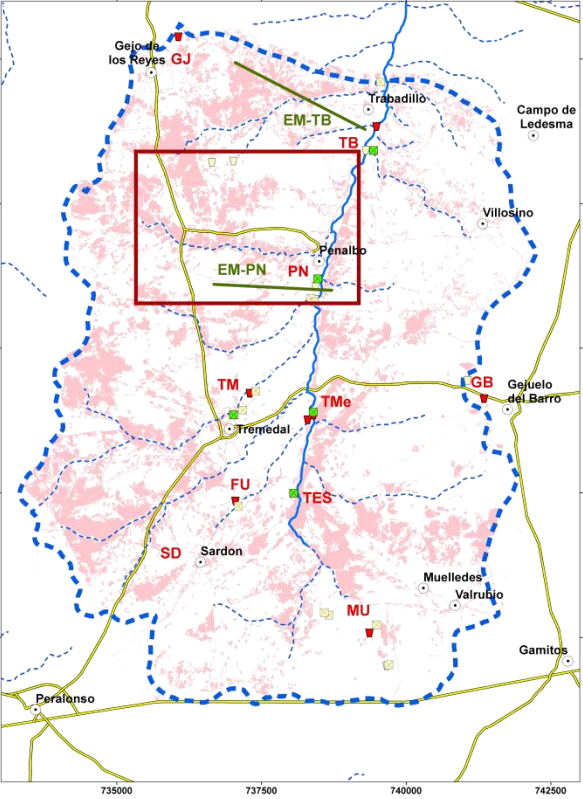 Gejo de
los Reyes
GJ
Trabadillo
EM-TB
Campo de
Ledesma
TB
Villosino
Penalbo
EM-PN
PN
TM
GB
Gejuelo
del Barro
TMe
Tremedal
FU
TES
SD
Sardon
Muelledes
Valrubio
MU
Gamitos
Peralonso
735000
737500
740000
742500